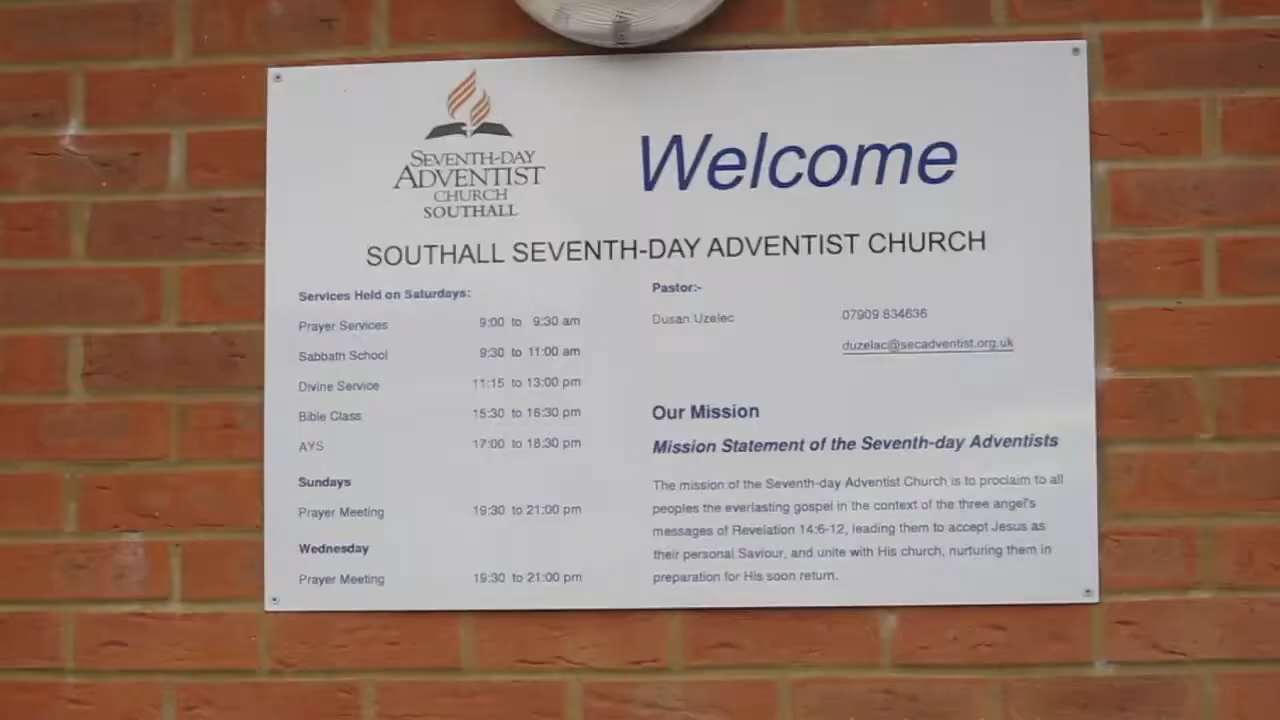 SEVENTH-DAY
ADVENTIST
CHURCH
SOUTHALL
Welcome
SOUTHALL SEVENTH-DAY ADVENTIST CHURCH
Services Held on Saturdays:
Prayer Services 9:00 to 9:30 am
Sabbath School 9:30 to 11:00 am
Divine Service 11:15 to 13:00 pm
Bible Class 15:30 to 16:30 pm
AYS 17:00 to 18:30 pm
Sundays
Prayer Meeting 19:30 to 21:00 pm
Wednesday
Prayer Meeting 19:30 to 21:00 pm
Pastor:-
Dusan Uzelec 07909 834636
duzelac@secadventist.org.uk
Our Mission
Mission Statement of the Seventh-day Adventists
The mission of the Seventh-day Adventist Church is to proclaim to all
peoples the everlasting gospel in the context of the three angel's
messages of Revelation 14:6-12, leading them to accept Jesus as
their personal Saviour, and unite with His church, nurturing them in
preparation for His soon return.